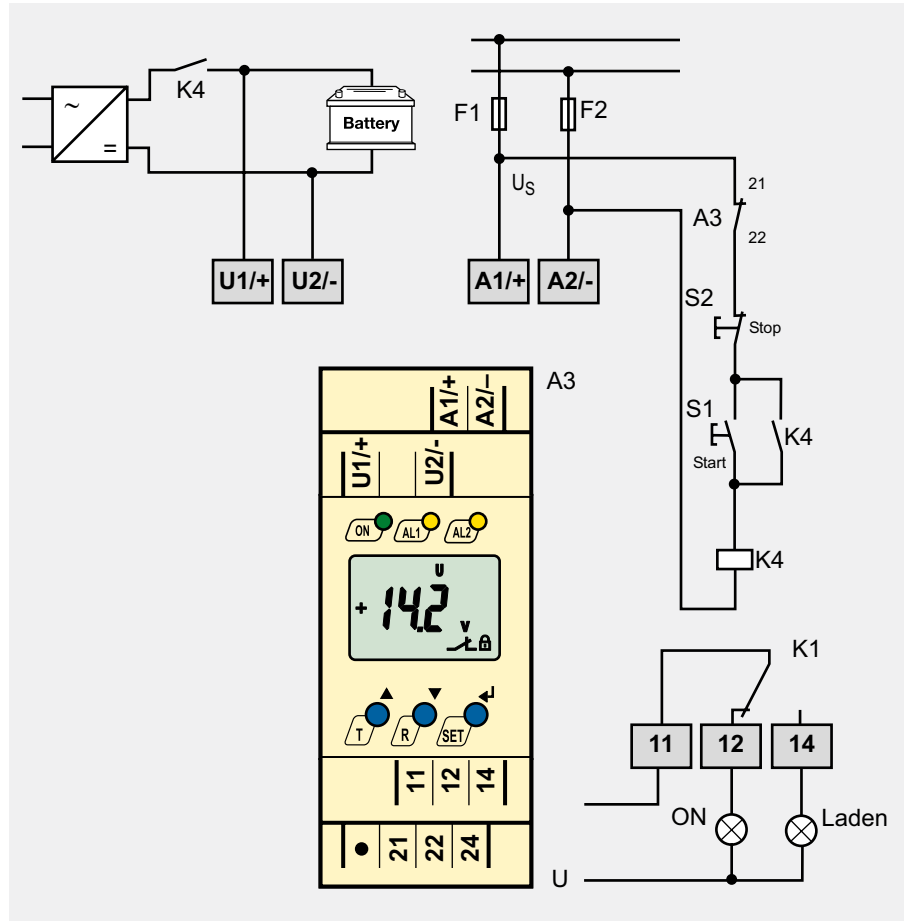 K4
~
=
Battery
U1/+
U2/-
F1
F2
US
A1/+
A2/-
21
A3
22
S2
Stop
S1
Start
K4
K4
A3
A1/+
A2/–
U1/+
U2/-
ON
AL1
AL2
U
+ 14.2
V
T
R
SET
11
12
14
21
22
24
K1
11
12
14
ON
Laden
U